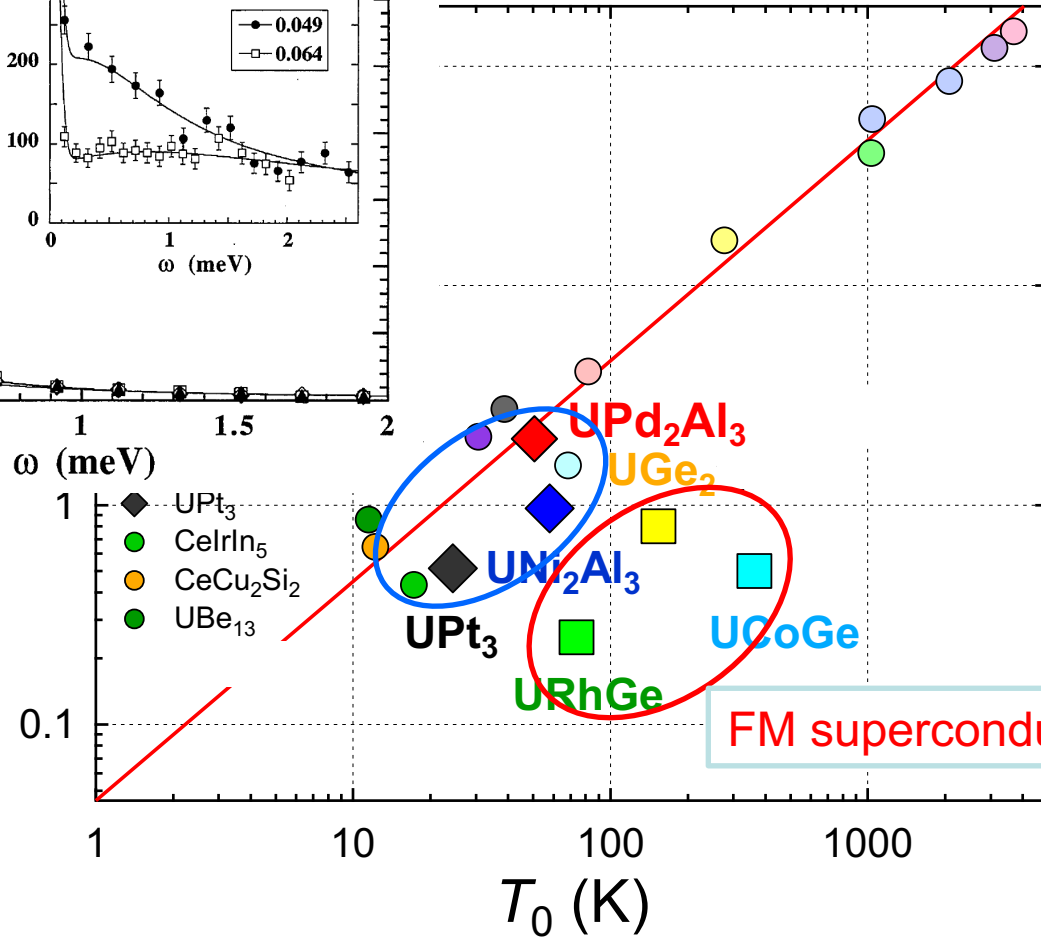 0.049
0.064
200
100
0
0
1
2
ω (meV)
1
1.5
2
ω (meV)
UPd₂Al₃
UGe₂
1
UPt₃
CeIrIn₅
CeCu₂Si₂
UBe₁₃
UNi₂Al₃
UPt₃
UCoGe
URhGe
0.1
FM supercondu
1
10
100
1000
T₀ (K)